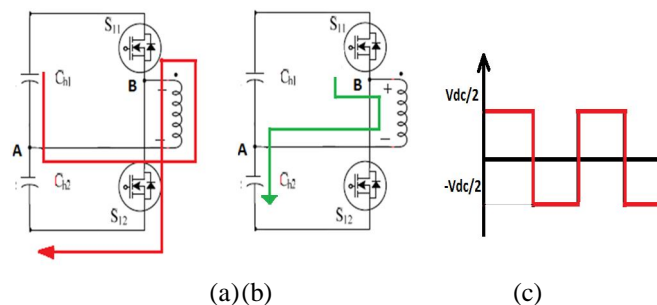 S11
Ch1
B
+
−
A
Ch2
S12
S11
Ch1
B
+
−
A
Ch2
S12
Vdc/2
-Vdc/2
(a)(b)
(c)